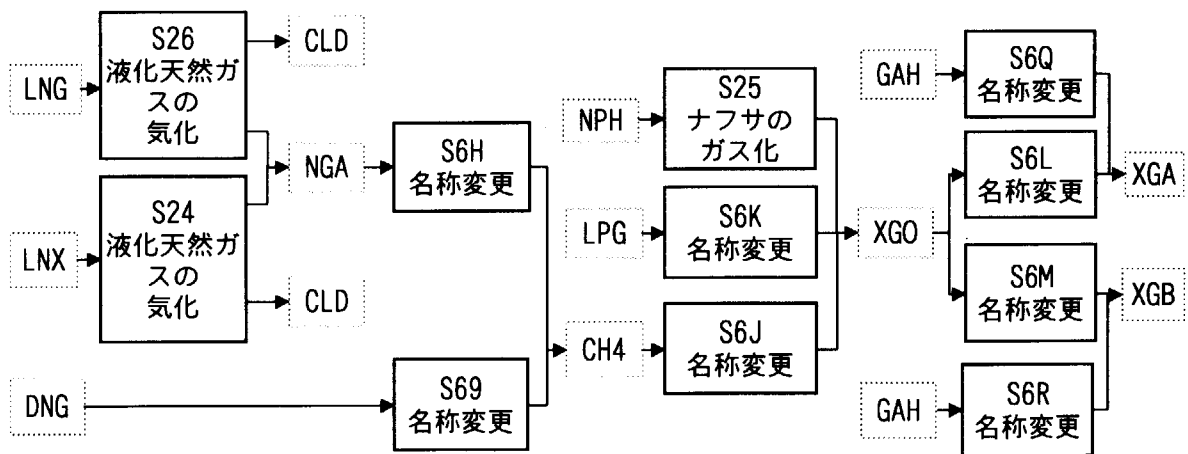 LNG
S26
液化天然ガ
スの
気化
CLD
LNX
S24
液化天然ガ
スの
気化
CLD
NGA
S6H
名称変更
DNG
S69
名称変更
CH4
NPH
S25
ナフサの
ガス化
LPG
S6K
名称変更
S6J
名称変更
XGO
GAH
S6Q
名称変更
S6L
名称変更
XGA
S6M
名称変更
XGB
GAH
S6R
名称変更